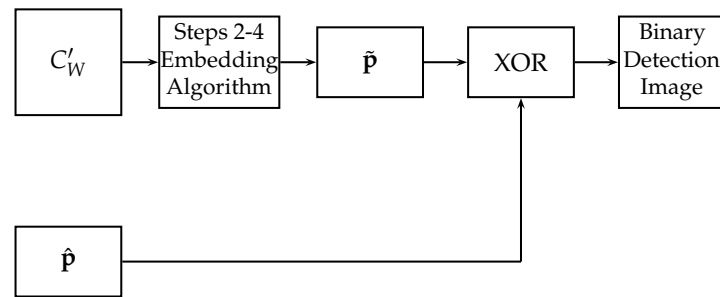 C′_W
Steps 2-4
Embedding
Algorithm
p̃
XOR
Binary
Detection
Image
p̂